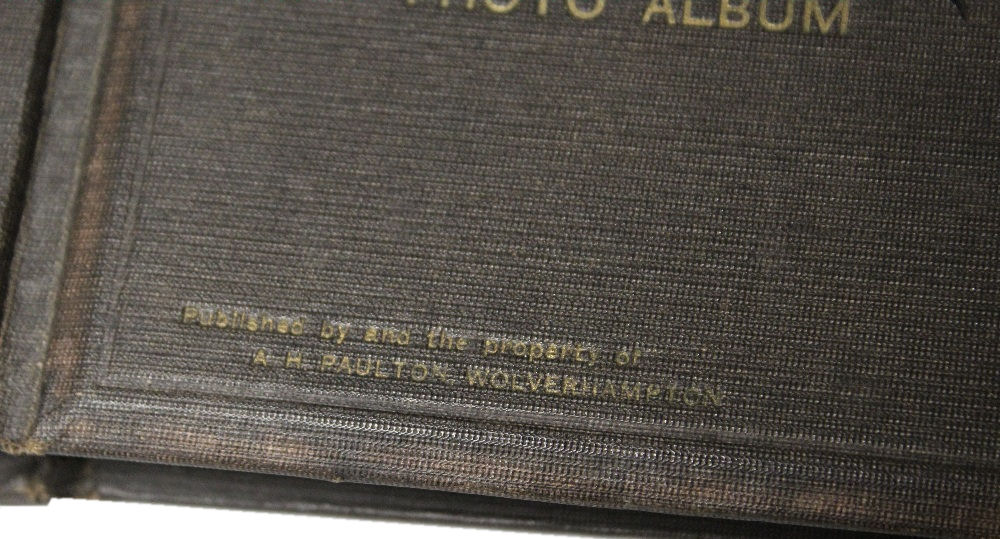 PHOTO ALBUM
Published by and the property of
A. H. PAULTON, WOLVERHAMPTON